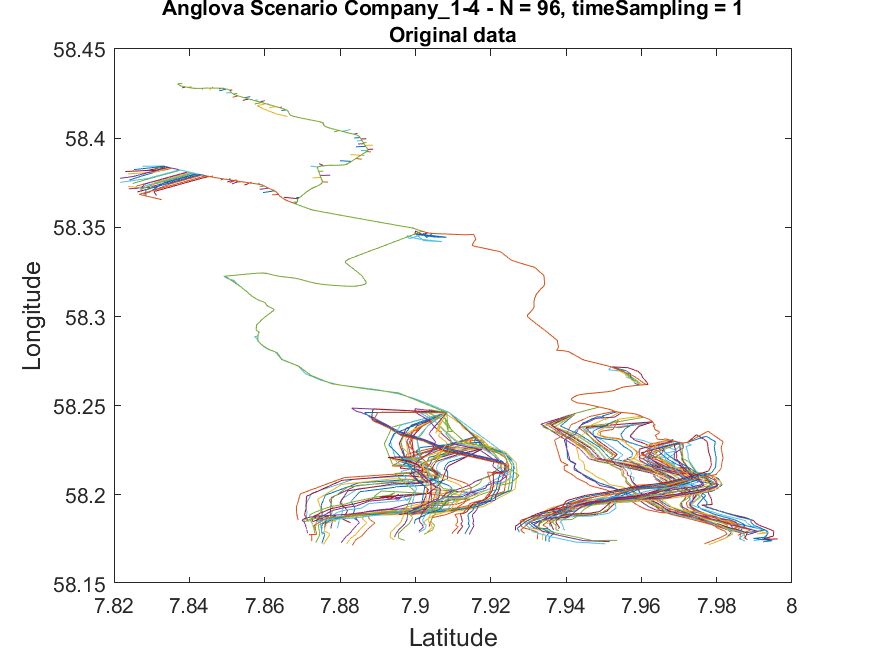 Anglova Scenario Company_1-4 - N = 96, timeSampling = 1
Original data
58.45
58.4
58.35
58.3
58.25
58.2
58.15
Longitude
7.82 7.84 7.86 7.88 7.9 7.92 7.94 7.96 7.98 8
Latitude